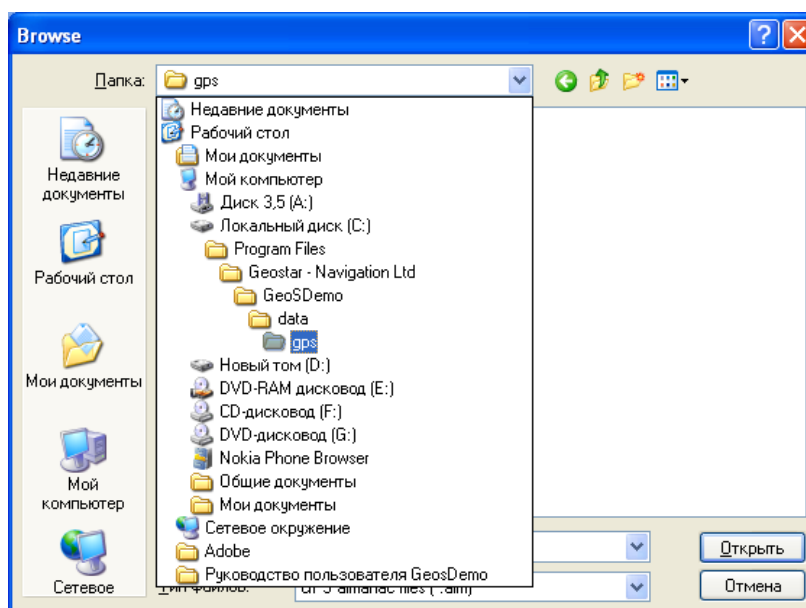 Browse
Папка: gps
Недавние документы
Рабочий стол
Мои документы
Мой компьютер
Диск 3,5 (A:)
Локальный диск (C:)
Program Files
Geostar - Navigation Ltd
GeoSDemo
data
gps
Новый том (D:)
DVD-RAM дисковод (E:)
CD-дисковод (F:)
DVD-дисковод (G:)
Nokia Phone Browser
Общие документы
Мои документы
Сетевое окружение
Adobe
Руководство пользователя GeosDemo
Недавние
документы
Рабочий стол
Мои документы
Мой
компьютер
Сетевое
Открыть
Отмена